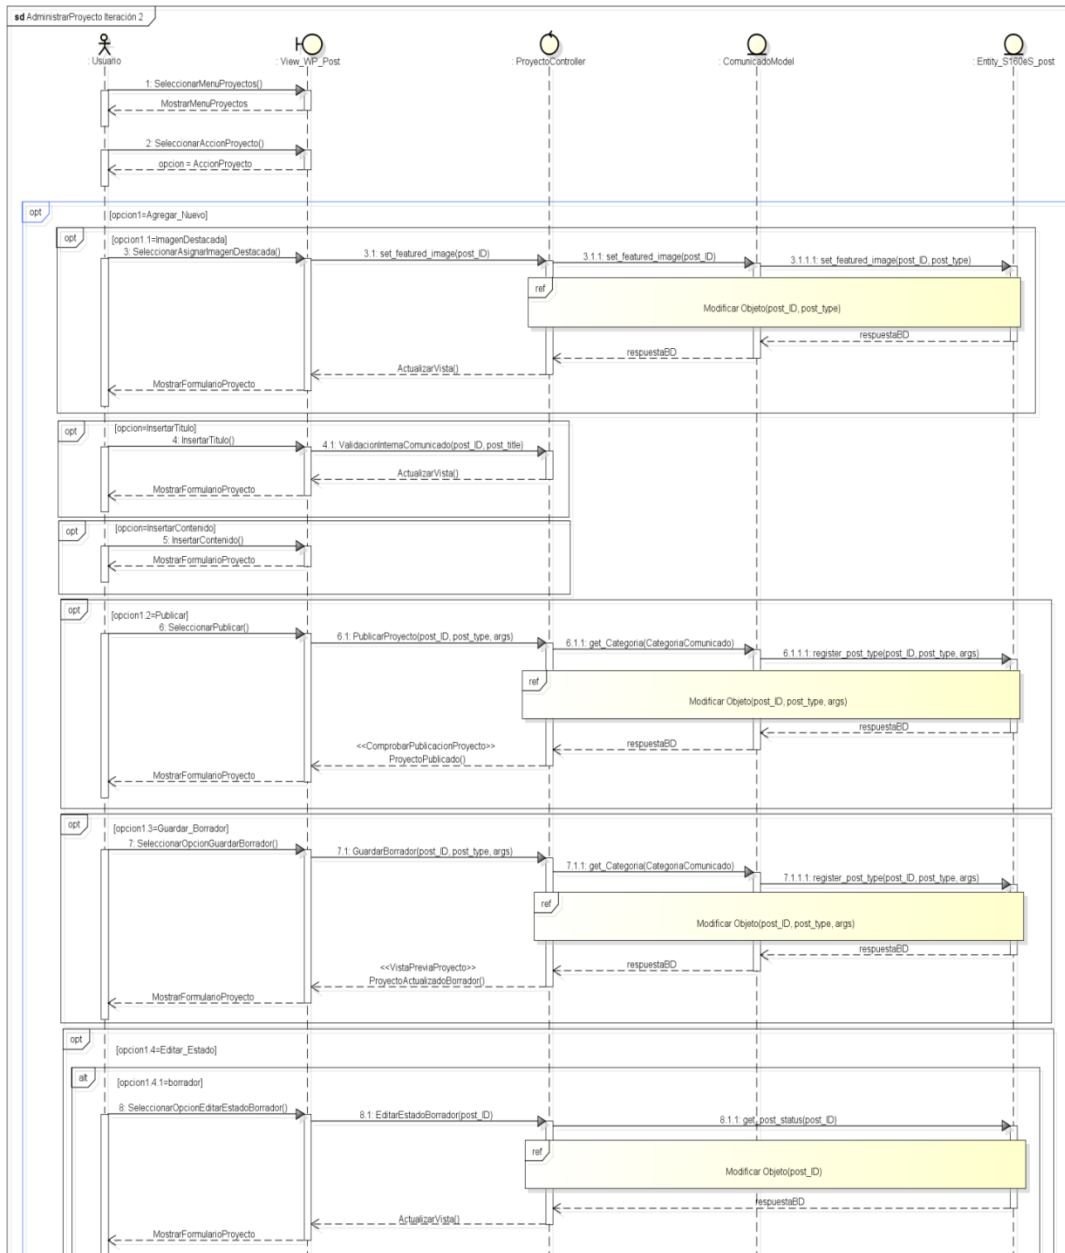 sd AdministrarProyecto Iteración 2
: Usuario
: View_WP_Post
: ProyectoController
: ComunicadoModel
: Entity_S160eS_post
1: SeleccionarMenuProyectos()
MostrarMenuProyectos
2: SeleccionarAccionProyecto()
opcion = AccionProyecto
opt
[opcion1=Agregar_Nuevo]
opt
[opcion1.1=ImagenDestacada]
3: SeleccionarAsignarImagenDestacada()
3.1: set_featured_image(post_ID)
3.1.1: set_featured_image(post_ID)
3.1.1.1: set_featured_image(post_ID, post_type)
ref
Modificar Objeto(post_ID, post_type)
respuestaBD
respuestaBD
ActualizarVista()
MostrarFormularioProyecto
opt
[opcion=InsertarTitulo]
4: InsertarTitulo()
4.1: ValidacionInternaComunicado(post_ID, post_title)
ActualizarVista()
MostrarFormularioProyecto
opt
[opcion=InsertarContenido]
5: InsertarContenido()
MostrarFormularioProyecto
opt
[opcion1.2=Publicar]
6: SeleccionarPublicar()
6.1: PublicarProyecto(post_ID, post_type, args)
6.1.1: get_Categoria(CategoriaComunicado)
6.1.1.1: register_post_type(post_ID, post_type, args)
ref
Modificar Objeto(post_ID, post_type, args)
respuestaBD
respuestaBD
<<ComprobarPublicacionProyecto>>
ProyectoPublicado()
MostrarFormularioProyecto
opt
[opcion1.3=Guardar_Borrador]
7: SeleccionarOpcionGuardarBorrador()
7.1: GuardarBorrador(post_ID, post_type, args)
7.1.1: get_Categoria(CategoriaComunicado)
7.1.1.1: register_post_type(post_ID, post_type, args)
ref
Modificar Objeto(post_ID, post_type, args)
respuestaBD
respuestaBD
<<VistaPreviaProyecto>>
ProyectoActualizadoBorrador()
MostrarFormularioProyecto
opt
[opcion1.4=Editar_Estado]
alt
[opcion1.4.1=borrador]
8: SeleccionarOpcionEditarEstadoBorrador()
8.1: EditarEstadoBorrador(post_ID)
8.1.1: get_post_status(post_ID)
ref
Modificar Objeto(post_ID)
respuestaBD
ActualizarVista()
MostrarFormularioProyecto